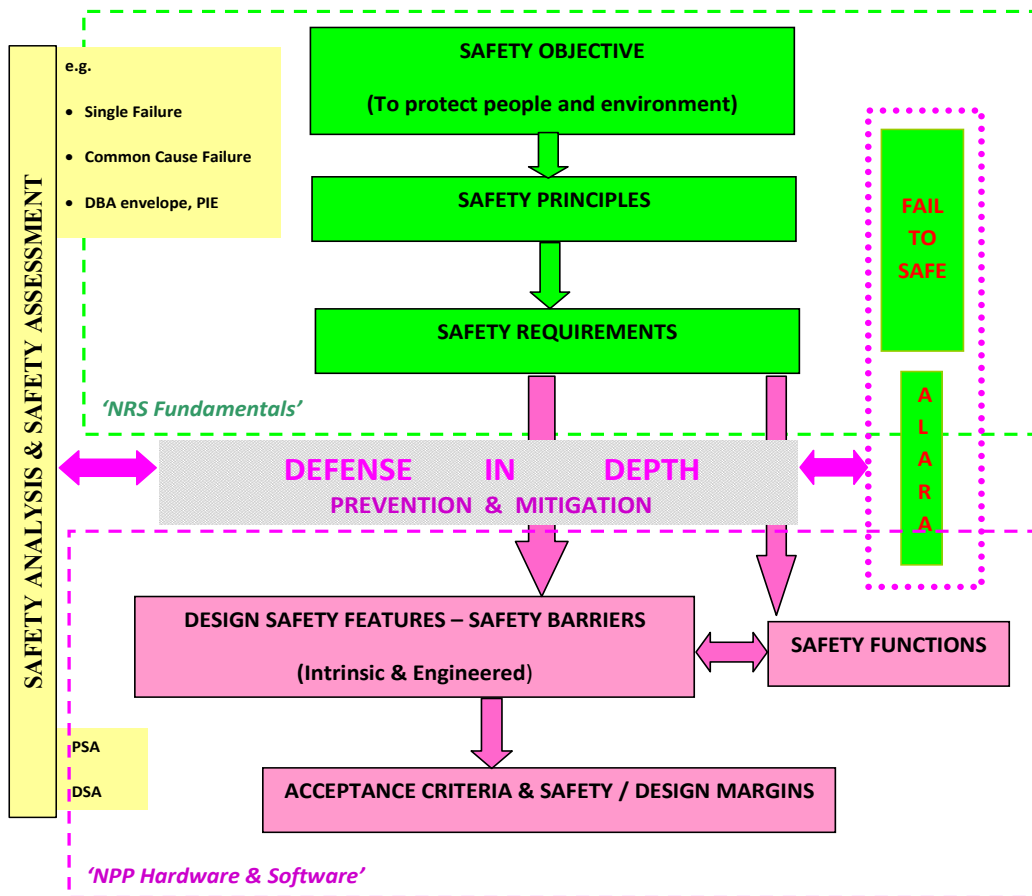 SAFETY ANALYSIS & SAFETY ASSESSMENT
e.g.
• Single Failure
• Common Cause Failure
• DBA envelope, PIE
SAFETY OBJECTIVE
(To protect people and environment)
SAFETY PRINCIPLES
SAFETY REQUIREMENTS
FAIL
TO
SAFE
A
L
A
R
A
‘NRS Fundamentals’
DEFENSE IN DEPTH
PREVENTION & MITIGATION
DESIGN SAFETY FEATURES – SAFETY BARRIERS
(Intrinsic & Engineered)
SAFETY FUNCTIONS
PSA
DSA
ACCEPTANCE CRITERIA & SAFETY / DESIGN MARGINS
‘NPP Hardware & Software’